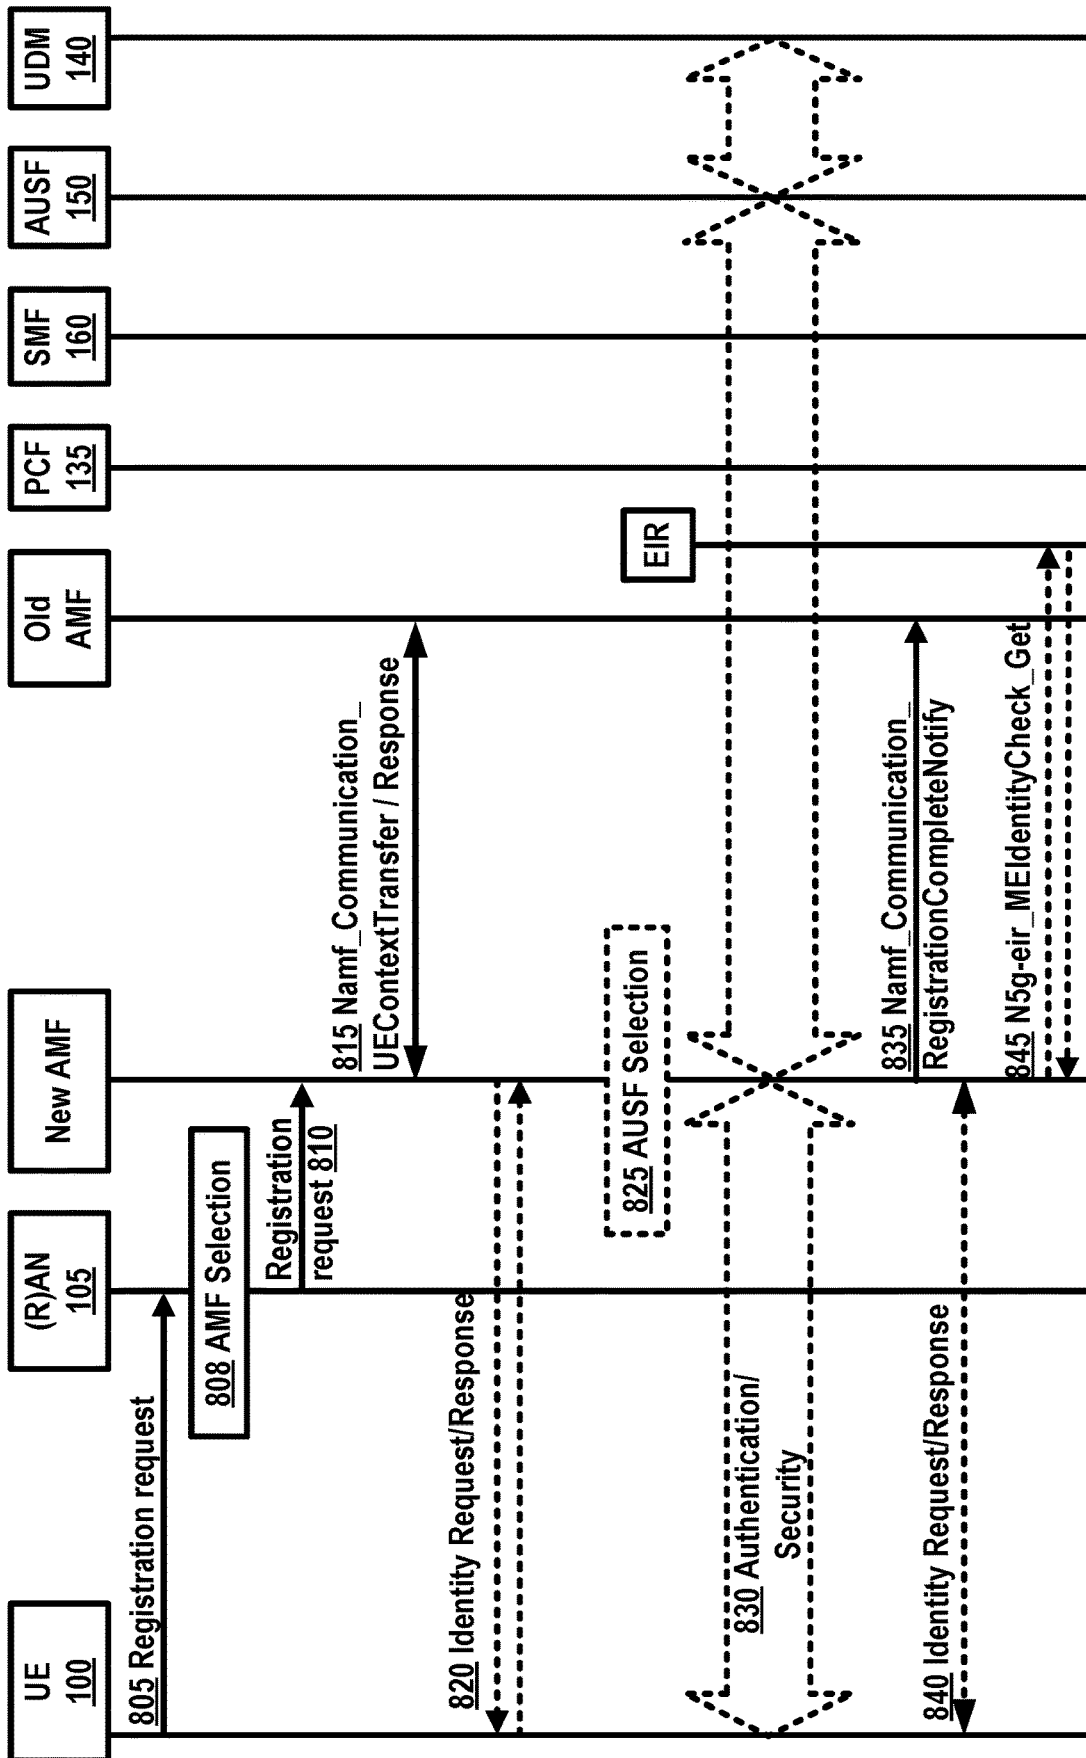 UE
100
(R)AN
105
New AMF
Old
AMF
PCF
135
SMF
160
AUSF
150
UDM
140
805 Registration request
808 AMF Selection
Registration
request 810
815 Namf_Communication_
UEContextTransfer / Response
820 Identity Request/Response
825 AUSF Selection
EIR
830 Authentication/
Security
835 Namf_Communication_
RegistrationCompleteNotify
840 Identity Request/Response
845 N5g-eir_MEIdentityCheck_Get